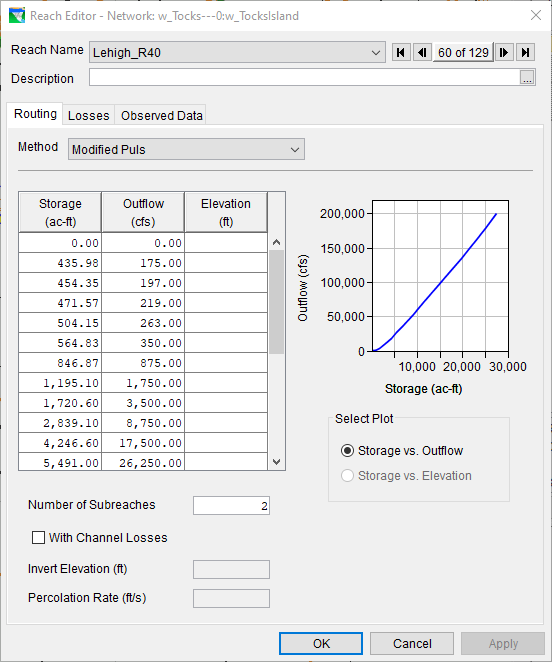 Reach Editor - Network: w_Tocks---0:w_TocksIsland
Reach Name Lehigh_R40 60 of 129
Description ...
Routing Losses Observed Data
Method Modified Puls
Storage (ac-ft) Outflow (cfs) Elevation (ft)
0.00 0.00
435.98 175.00
454.35 197.00
471.57 219.00
504.15 263.00
564.83 350.00
846.87 875.00
1,195.10 1,750.00
1,720.60 3,500.00
2,839.10 8,750.00
4,246.60 17,500.00
5,491.00 26,250.00
Outflow (cfs)
200,000
150,000
100,000
50,000
0
10,000 20,000 30,000
Storage (ac-ft)
Select Plot
Storage vs. Outflow
Storage vs. Elevation
Number of Subreaches 2
With Channel Losses
Invert Elevation (ft)
Percolation Rate (ft/s)
OK Cancel Apply